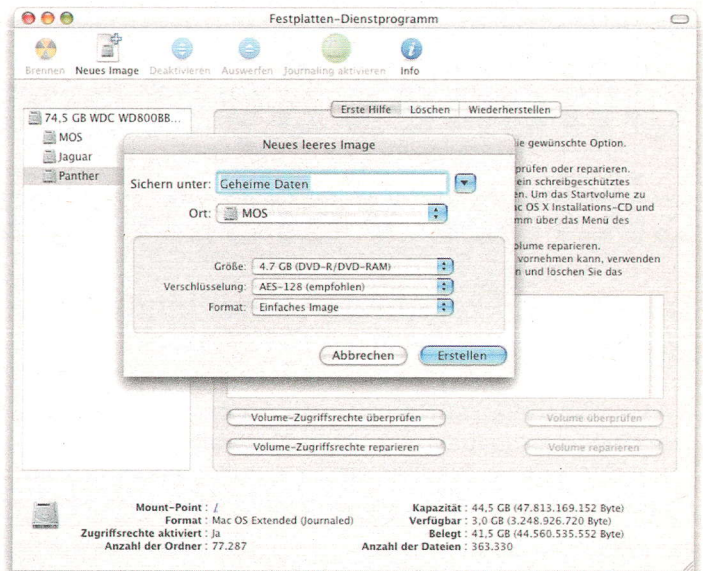 Festplatten-Dienstprogramm
Brennen Neues Image Deaktivieren Auswerfen Journaling aktivieren Info
74,5 GB WDC WD800BB...
MOS
Jaguar
Panther
Erste Hilfe Löschen Wiederherstellen
ie gewünschte Option.
prüfen oder reparieren.
ein schreibgeschütztes
en. Um das Startvolume zu
ac OS X Installations-CD und
mm über das Menü des
olume reparieren.
vornehmen kann, verwenden
n und löschen Sie das
Neues leeres Image
Sichern unter: Geheime Daten
Ort: MOS
Größe: 4.7 GB (DVD-R/DVD-RAM)
Verschlüsselung: AES-128 (empfohlen)
Format: Einfaches Image
Abbrechen Erstellen
Volume-Zugriffsrechte überprüfen Volume überprüfen
Volume-Zugriffsrechte reparieren Volume reparieren
Mount-Point : /
Format : Mac OS Extended (Journaled)
Zugriffsrechte aktiviert : Ja
Anzahl der Ordner : 77.287
Kapazität : 44,5 GB (47.813.169.152 Byte)
Verfügbar : 3,0 GB (3.248.926.720 Byte)
Belegt : 41,5 GB (44.560.535.552 Byte)
Anzahl der Dateien : 363.330